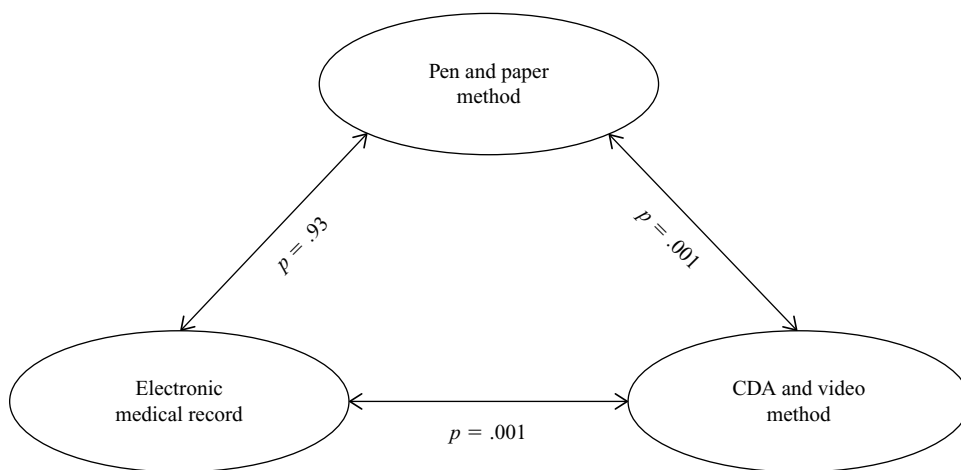 Pen and paper
method
p = .93
p = .001
Electronic
medical record
CDA and video
method
p = .001